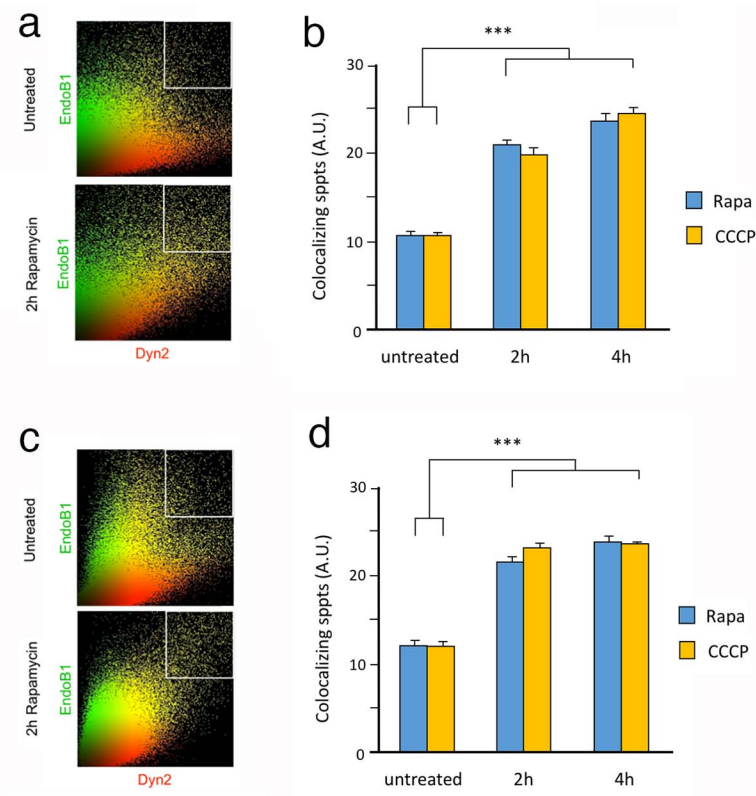 a
Untreated
EndoB1
2h Rapamycin
EndoB1
Dyn2
b
***
Colocalizing sppts (A.U.)
30
20
10
0
untreated 2h 4h
Rapa
CCCP
c
Untreated
EndoB1
2h Rapamycin
EndoB1
Dyn2
d
***
Colocalizing sppts (A.U.)
30
20
10
0
untreated 2h 4h
Rapa
CCCP